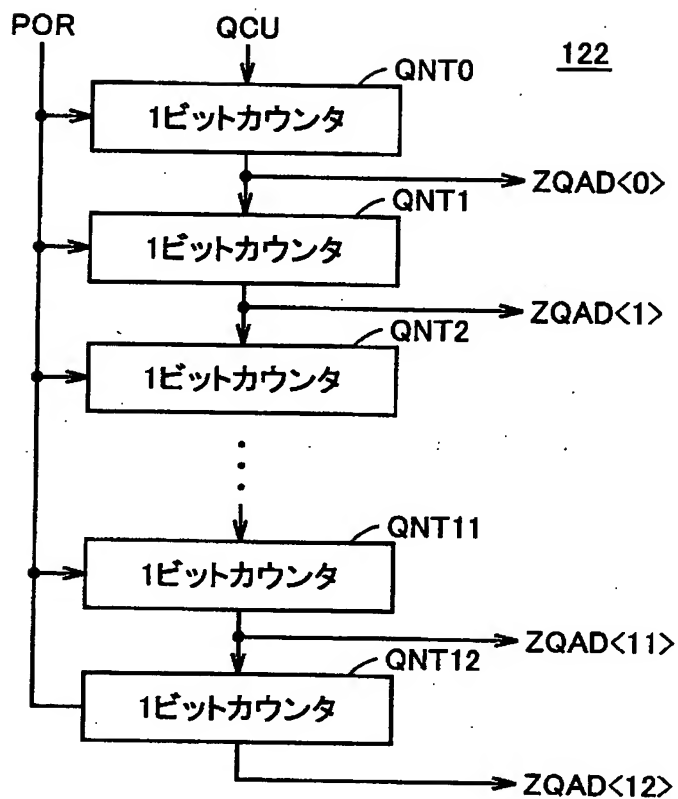 POR
QCU
122
QNT0
1ビットカウンタ
ZQAD<0>
QNT1
1ビットカウンタ
ZQAD<1>
QNT2
1ビットカウンタ
QNT11
1ビットカウンタ
ZQAD<11>
QNT12
1ビットカウンタ
ZQAD<12>